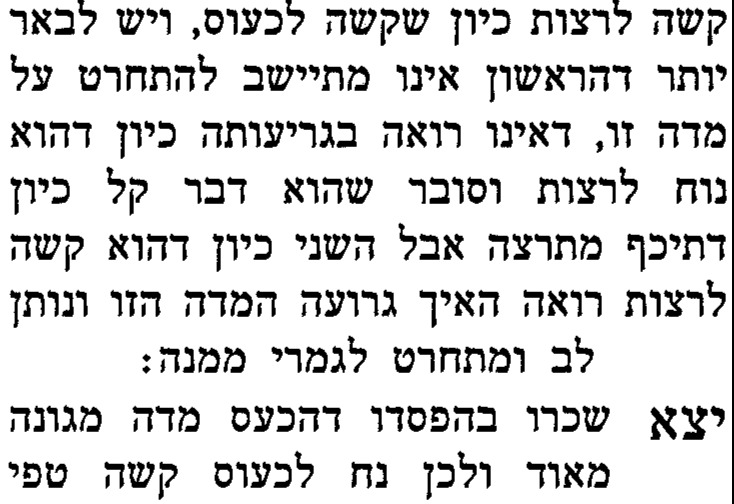 קשה לרצות כיון שקשה לכעוס, ויש לבאר
יותר דהראשון אינו מתיישב להתחרט על
מדה זו, דאינו רואה בגריעותה כיון דהוא
נוח לרצות וסובר שהוא דבר קל כיון
דתיכף מתרצה אבל השני כיון דהוא קשה
לרצות רואה האיך גרועה המדה הזו ונותן
לב ומתחרט לגמרי ממנה:
יצא שכרו בהפסדו דהכעס מדה מגונה
מאוד ולכן נח לכעוס קשה טפי